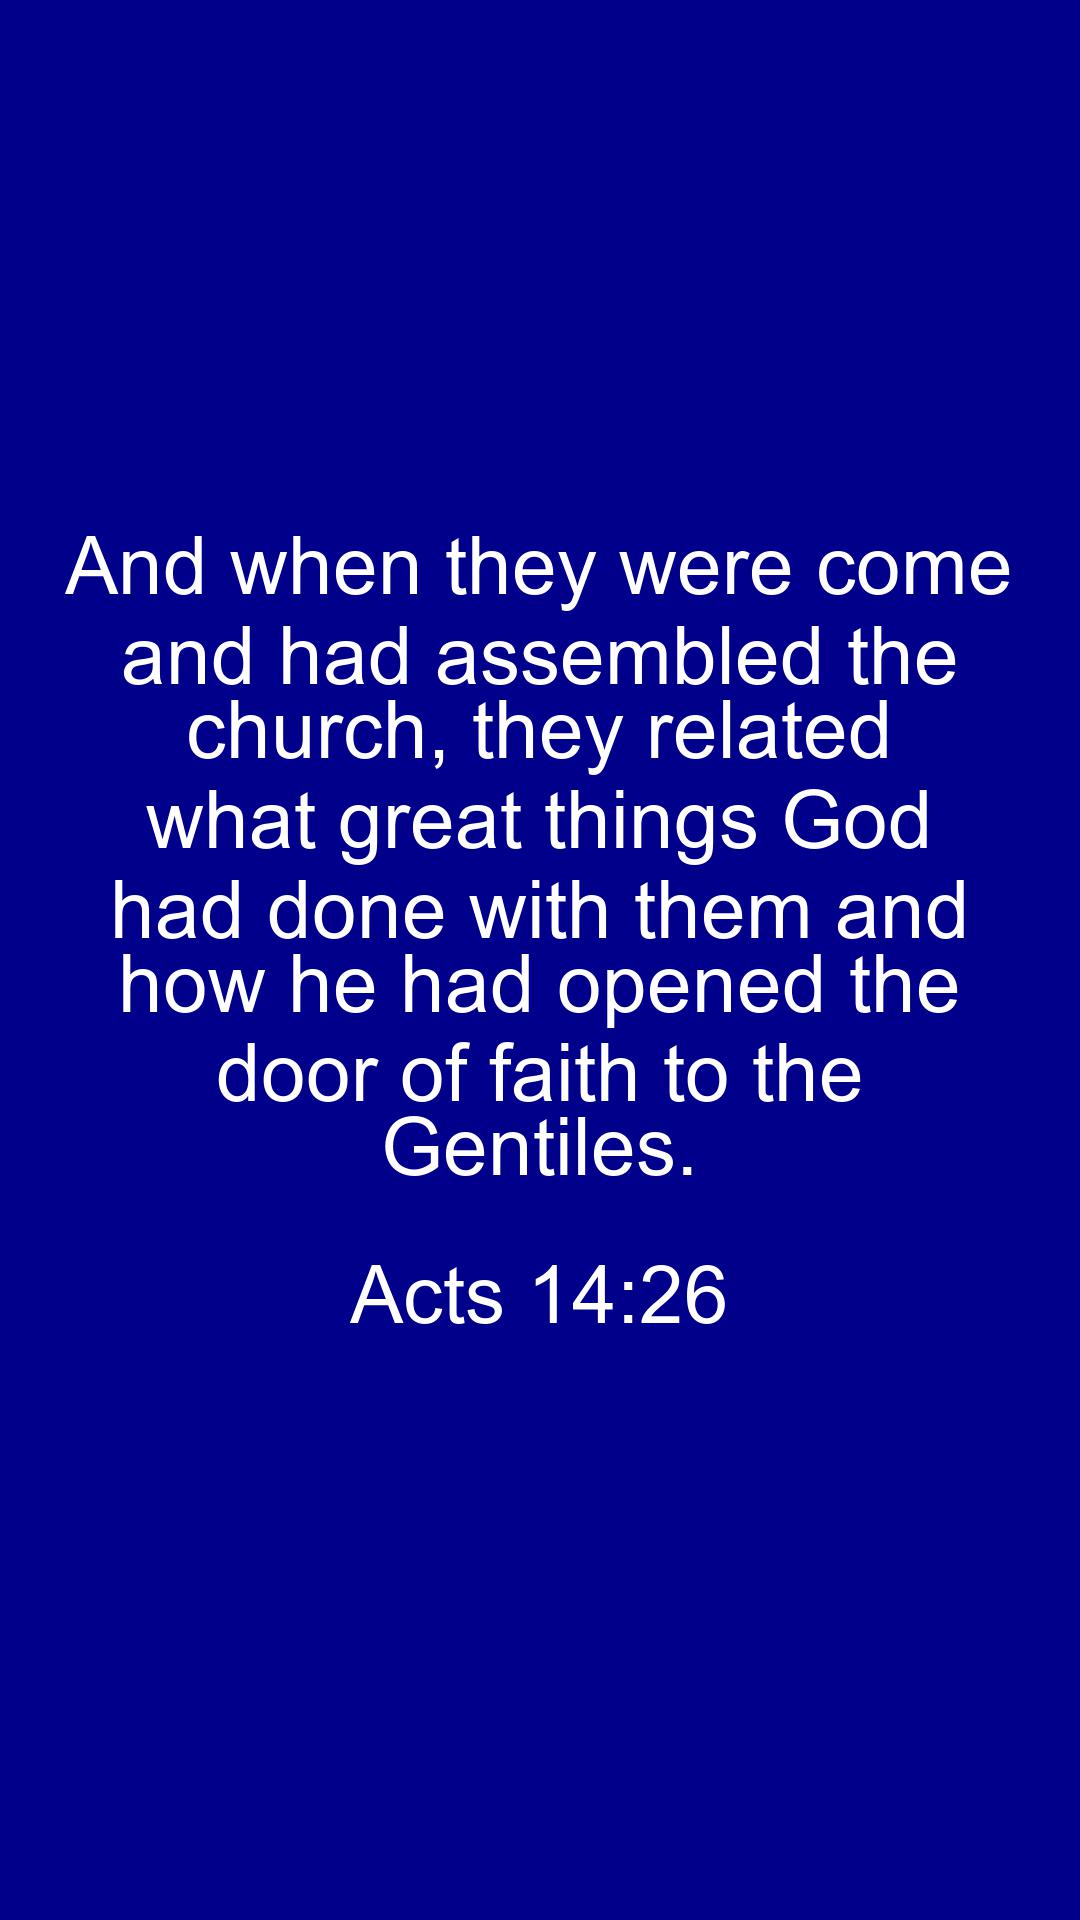 And when they were come
and had assembled the
church, they related
what great things God
had done with them and
how he had opened the
door of faith to the
Gentiles.
Acts 14:26